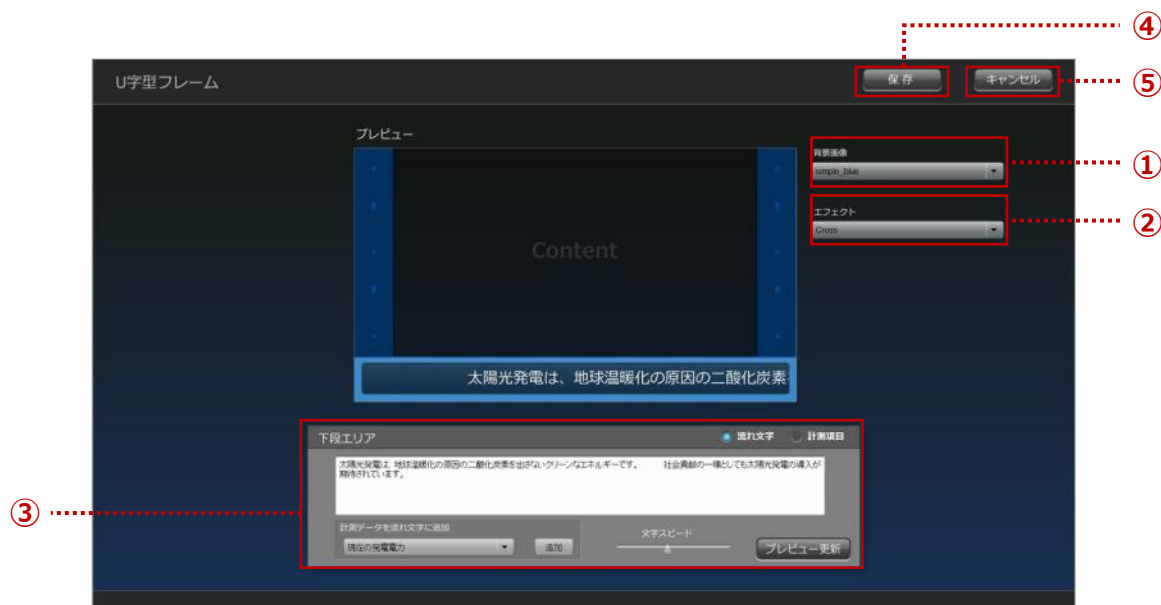 ④
U字型フレーム
保存
キャンセル
⑤
プレビュー
背景画像
simple_blue
①
エフェクト
Cross
②
Content
太陽光発電は、地球温暖化の原因の二酸化炭素
下段エリア
流れ文字
計測項目
太陽光発電は、地球温暖化の原因の二酸化炭素を出さないクリーンなエネルギーです。 社会貢献の一環としても太陽光発電の導入が
期待されています。
③
計測データを流れ文字に追加
文字スピード
現在の発電電力
追加
プレビュー更新